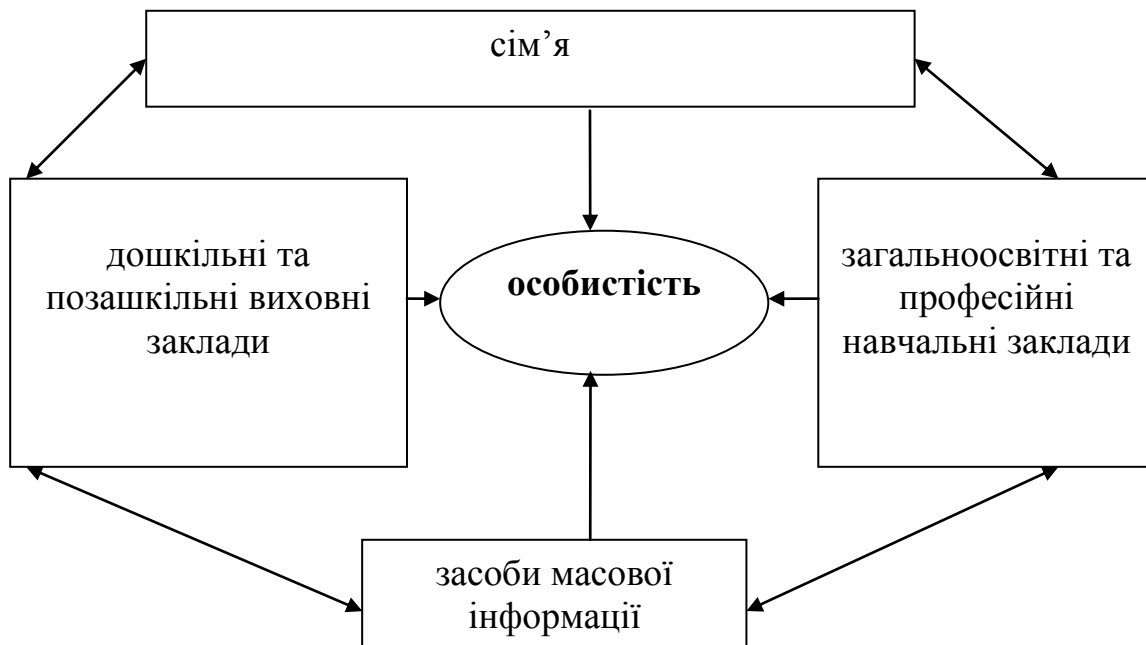 сім’я
дошкільні та
позашкільні виховні
заклади
особистість
загальноосвітні та
професійні
навчальні заклади
засоби масової
інформації